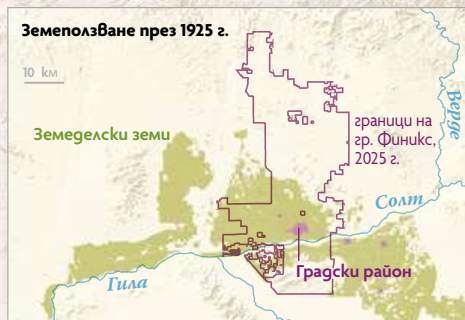 Земеползване през 1925 г.
10 км
Земеделски земи
граници на
гр. Финикс,
2025 г.
Верде
Солт
Градски район
Гила